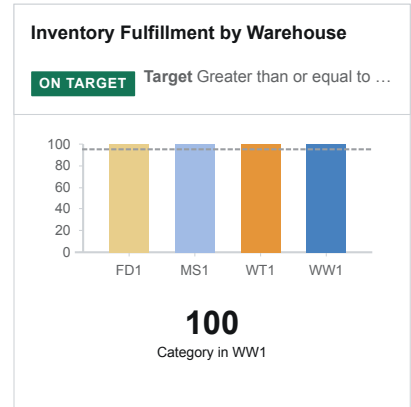 Inventory Fulfillment by Warehouse
ON TARGET Target Greater than or equal to …
100
80
60
40
20
0
FD1 MS1 WT1 WW1
100
Category in WW1